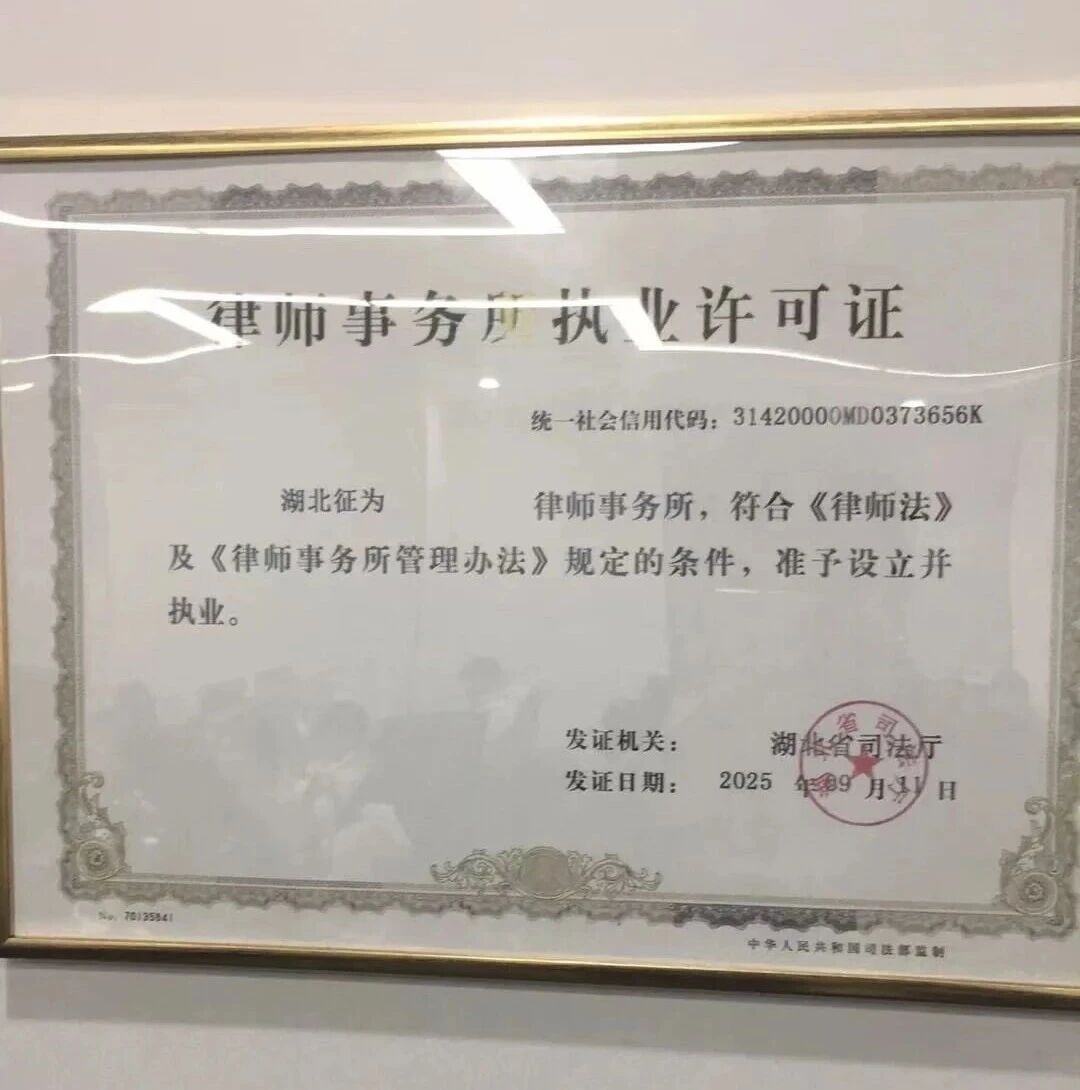 律师事务所执业许可证
统一社会信用代码：31420000MD0373656K
湖北征为 律师事务所，符合《律师法》
及《律师事务所管理办法》规定的条件，准予设立并
执业。
发证机关： 湖北省司法厅
发证日期： 2025 年 09 月 11 日
No. 70135841
中华人民共和国司法部监制